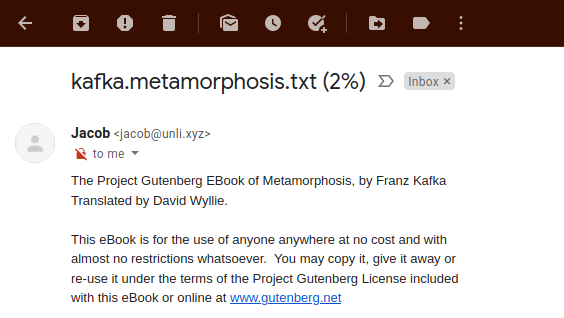 kafka.metamorphosis.txt (2%) Inbox ×
Jacob <jacob@unli.xyz>
to me
The Project Gutenberg EBook of Metamorphosis, by Franz Kafka
Translated by David Wyllie.
This eBook is for the use of anyone anywhere at no cost and with
almost no restrictions whatsoever.  You may copy it, give it away or
re-use it under the terms of the Project Gutenberg License included
with this eBook or online at www.gutenberg.net